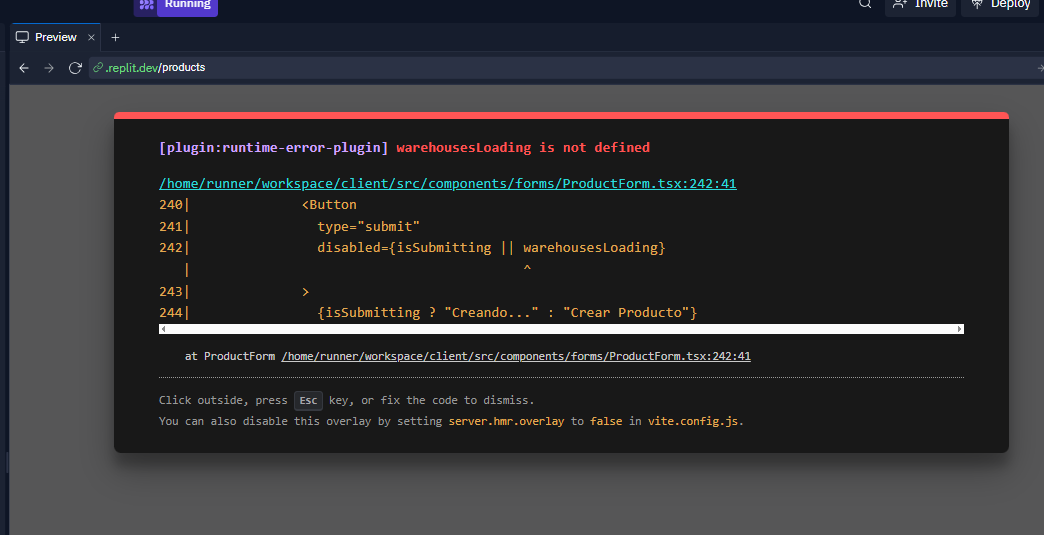 Running
Invite
Deploy
Preview × +
.replit.dev/products
[plugin:runtime-error-plugin] warehousesLoading is not defined
/home/runner/workspace/client/src/components/forms/ProductForm.tsx:242:41
240| <Button
241| type="submit"
242| disabled={isSubmitting || warehousesLoading}
| ^
243| >
244| {isSubmitting ? "Creando..." : "Crear Producto"}
at ProductForm /home/runner/workspace/client/src/components/forms/ProductForm.tsx:242:41
Click outside, press Esc key, or fix the code to dismiss.
You can also disable this overlay by setting server.hmr.overlay to false in vite.config.js.